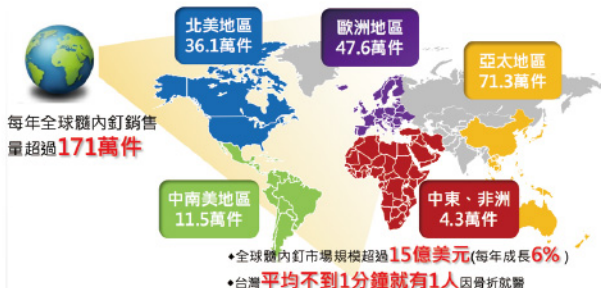 北美地區
36.1萬件
歐洲地區
47.6萬件
亞太地區
71.3萬件
每年全球髓內釘銷售
量超過171萬件
中南美地區
11.5萬件
中東、非洲
4.3萬件
◆全球髓內釘市場規模超過15億美元(每年成長6%)
◆台灣平均不到1分鐘就有1人因骨折就醫